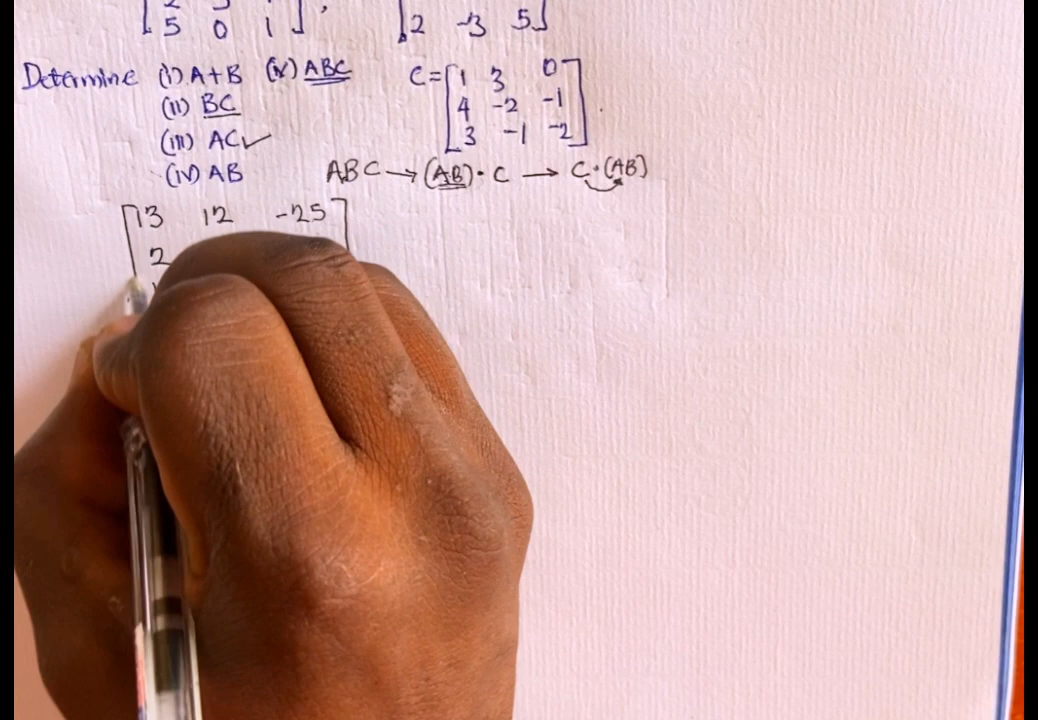 5 0 1 ] , [ 2 -3 5 ]
Determine (i) A+B (v) ABC C = [ 1 3 0
(ii) BC 4 -2 -1 .
(iii) AC ✓ 3 -1 -2 ]
(iv) AB ABC → (AB) · C → C · (AB)
[ 13 12 -25 ]
2